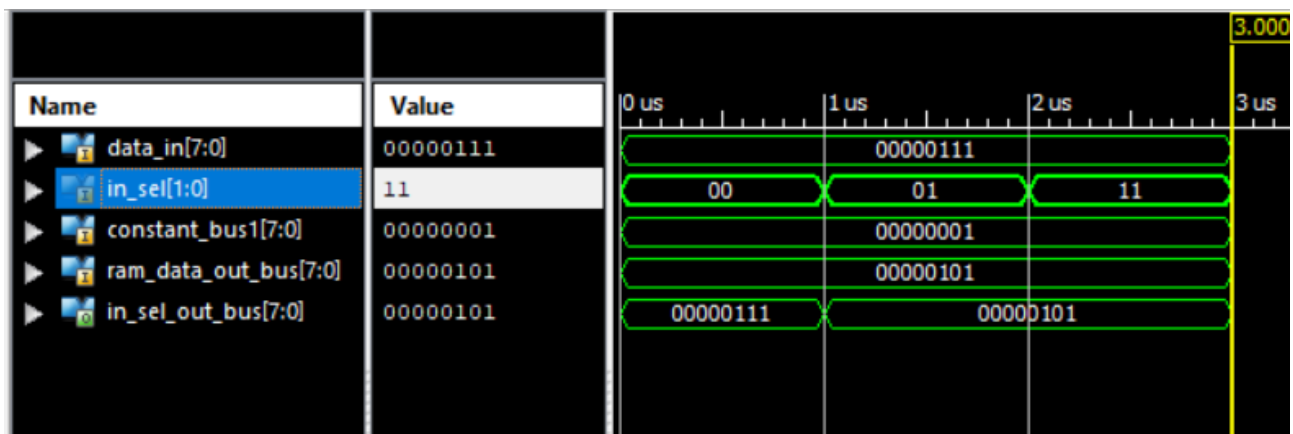 3.000
Name Value 0 us 1 us 2 us 3 us
data_in[7:0] 00000111 00000111
in_sel[1:0] 11 00 01 11
constant_bus1[7:0] 00000001 00000001
ram_data_out_bus[7:0] 00000101 00000101
in_sel_out_bus[7:0] 00000101 00000111 00000101